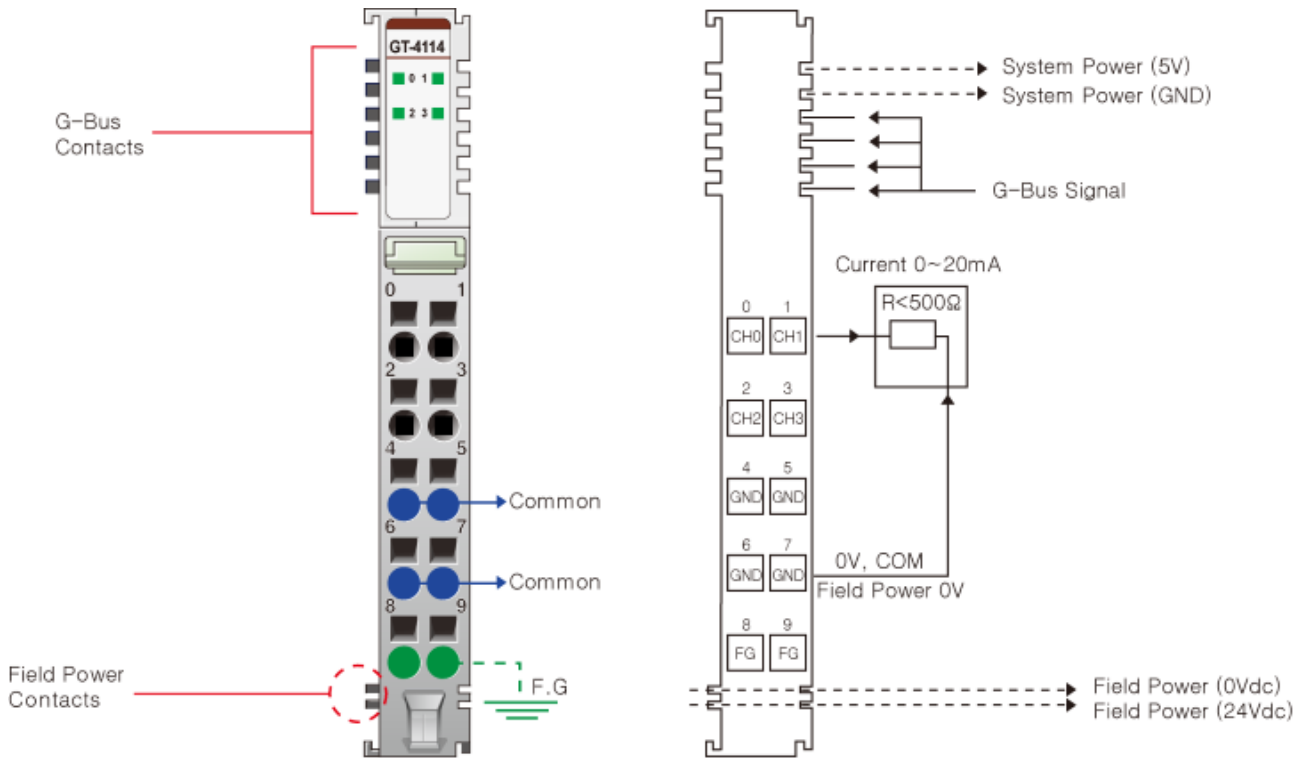 GT-4114
0 1
2 3
G-Bus
Contacts
0 1
2 3
4 5
Common
6 7
Common
8 9
Field Power
Contacts
F.G
System Power (5V)
System Power (GND)
G-Bus Signal
Current 0~20mA
R<500Ω
0 1
CH0 CH1
2 3
CH2 CH3
4 5
GND GND
6 7
GND GND
0V, COM
Field Power 0V
8 9
FG FG
Field Power (0Vdc)
Field Power (24Vdc)